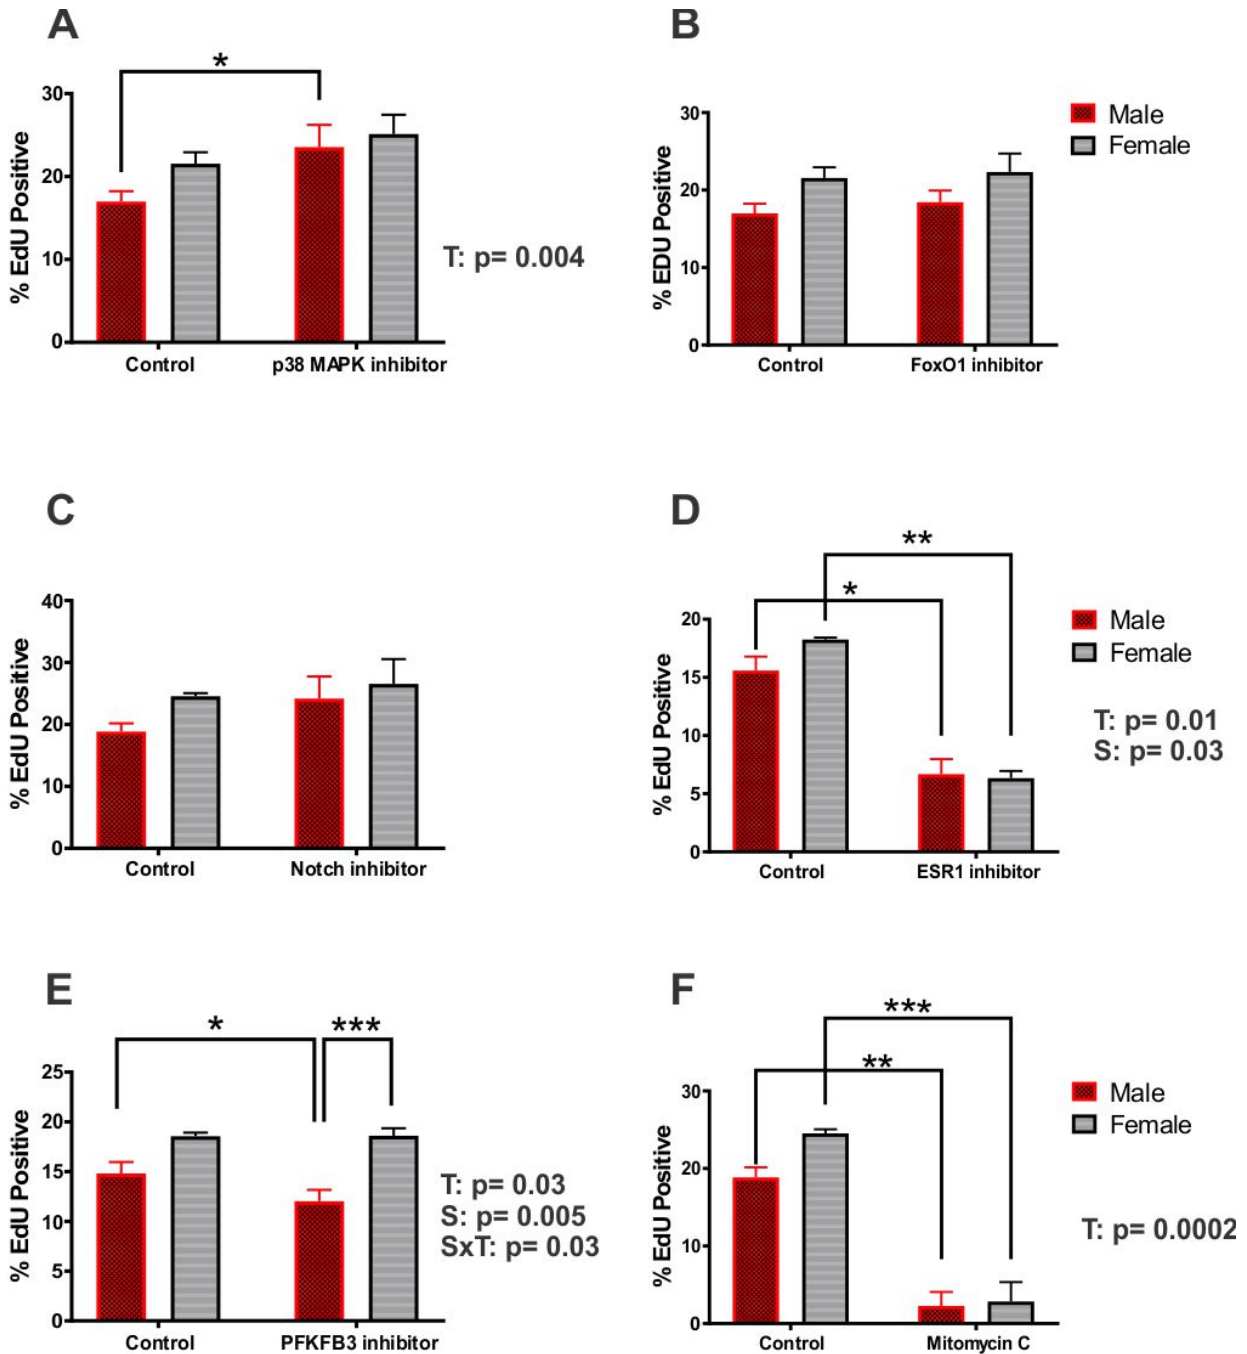 A
*
30
20
10
0
% EdU Positive
Control
p38 MAPK inhibitor
T: p= 0.004
B
30
20
10
0
% EDU Positive
Control
FoxO1 inhibitor
Male
Female
C
40
30
20
10
0
% EdU Positive
Control
Notch inhibitor
D
**
*
20
15
10
5
0
% EdU Positive
Control
ESR1 inhibitor
Male
Female
T: p= 0.01
S: p= 0.03
E
*
***
25
20
15
10
5
0
% EdU Positive
Control
PFKFB3 inhibitor
T: p= 0.03
S: p= 0.005
SxT: p= 0.03
F
***
**
30
20
10
0
% EdU Positive
Control
Mitomycin C
Male
Female
T: p= 0.0002